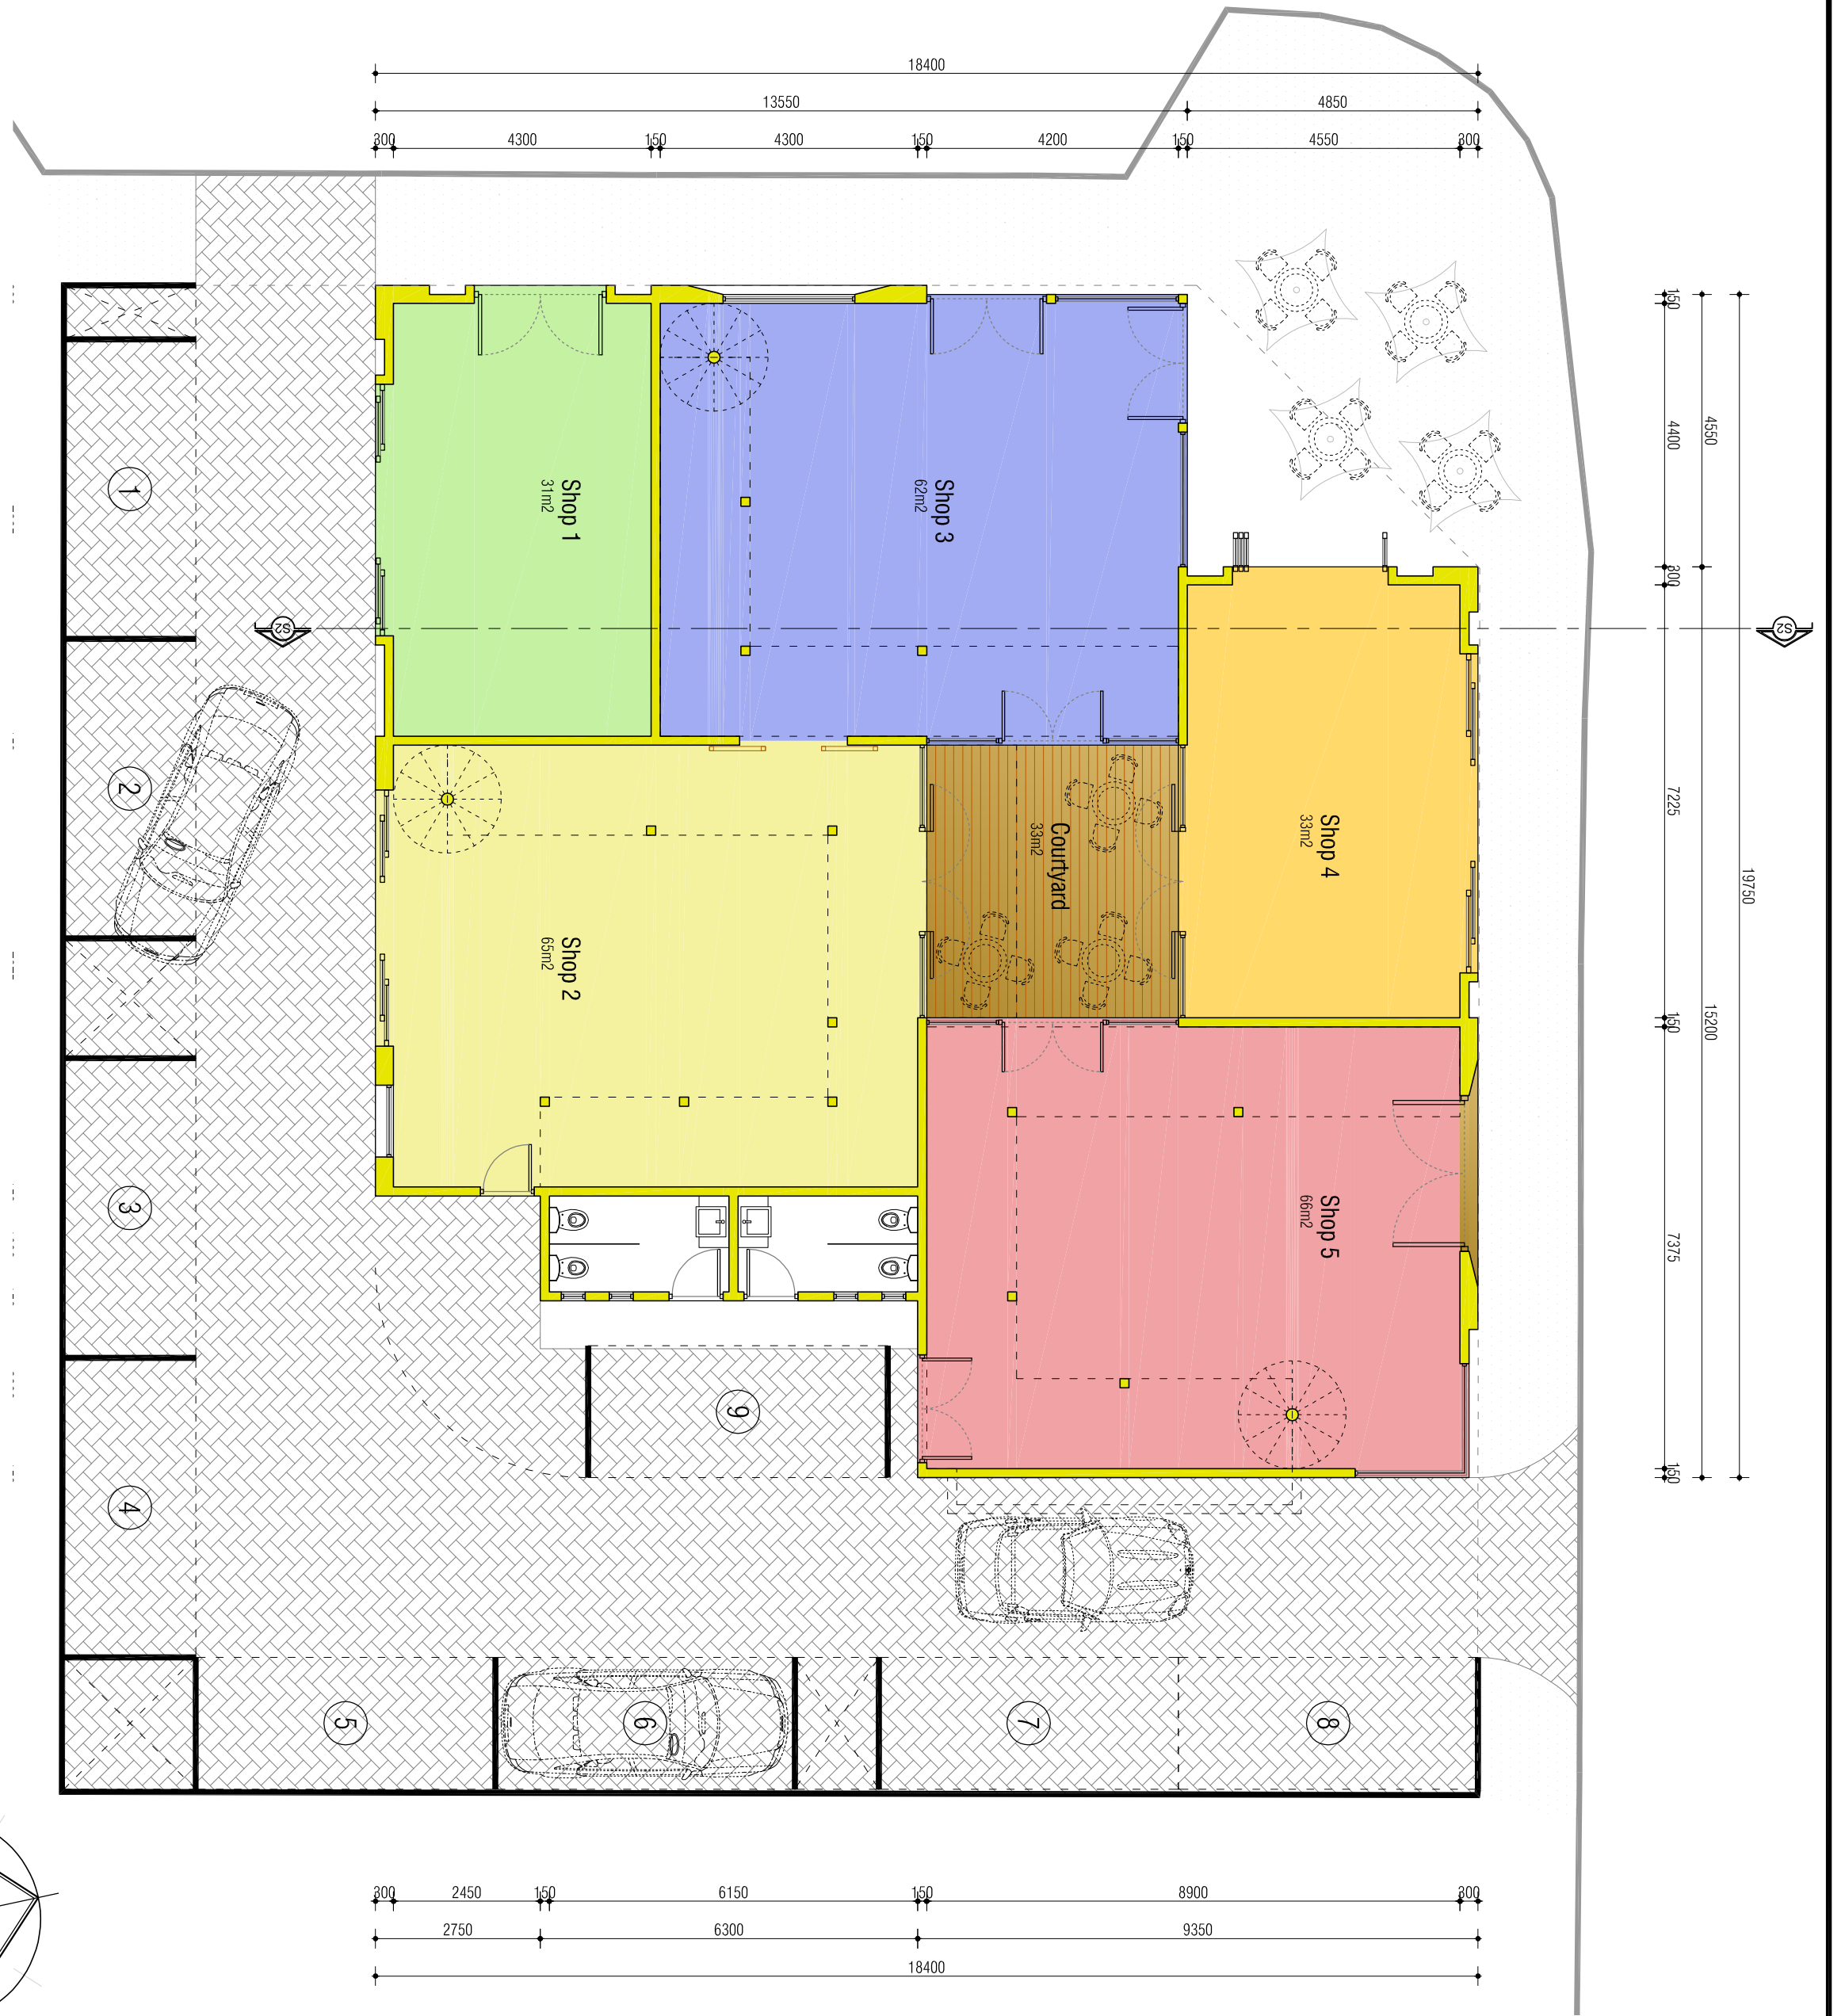 18400
13550 4850
300 4300 150 4300 150 4200 150 4550 300
150
4400
300
7225
150
7375
150
4550
15200
19750
Shop 1
31m2
Shop 3
62m2
Shop 4
33m2
Courtyard
33m2
Shop 2
65m2
Shop 5
66m2
S2
S2
1
2
3
4
5
6
7
8
9
300 2450 150 6150 150 8900 300
2750 6300 9350
18400